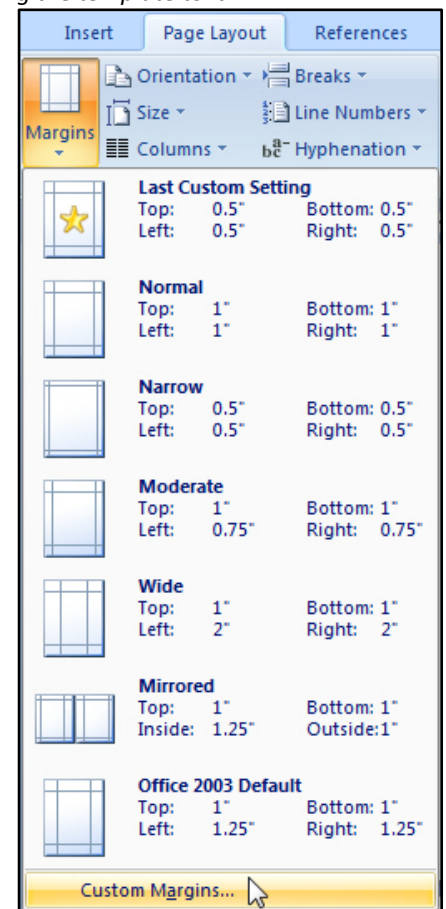 Insert Page Layout References
Orientation Breaks
Size Line Numbers
Margins
Columns Hyphenation
Last Custom Setting
Top: 0.5" Bottom: 0.5"
Left: 0.5" Right: 0.5"
Normal
Top: 1" Bottom: 1"
Left: 1" Right: 1"
Narrow
Top: 0.5" Bottom: 0.5"
Left: 0.5" Right: 0.5"
Moderate
Top: 1" Bottom: 1"
Left: 0.75" Right: 0.75"
Wide
Top: 1" Bottom: 1"
Left: 2" Right: 2"
Mirrored
Top: 1" Bottom: 1"
Inside: 1.25" Outside:1"
Office 2003 Default
Top: 1" Bottom: 1"
Left: 1.25" Right: 1.25"
Custom Margins...